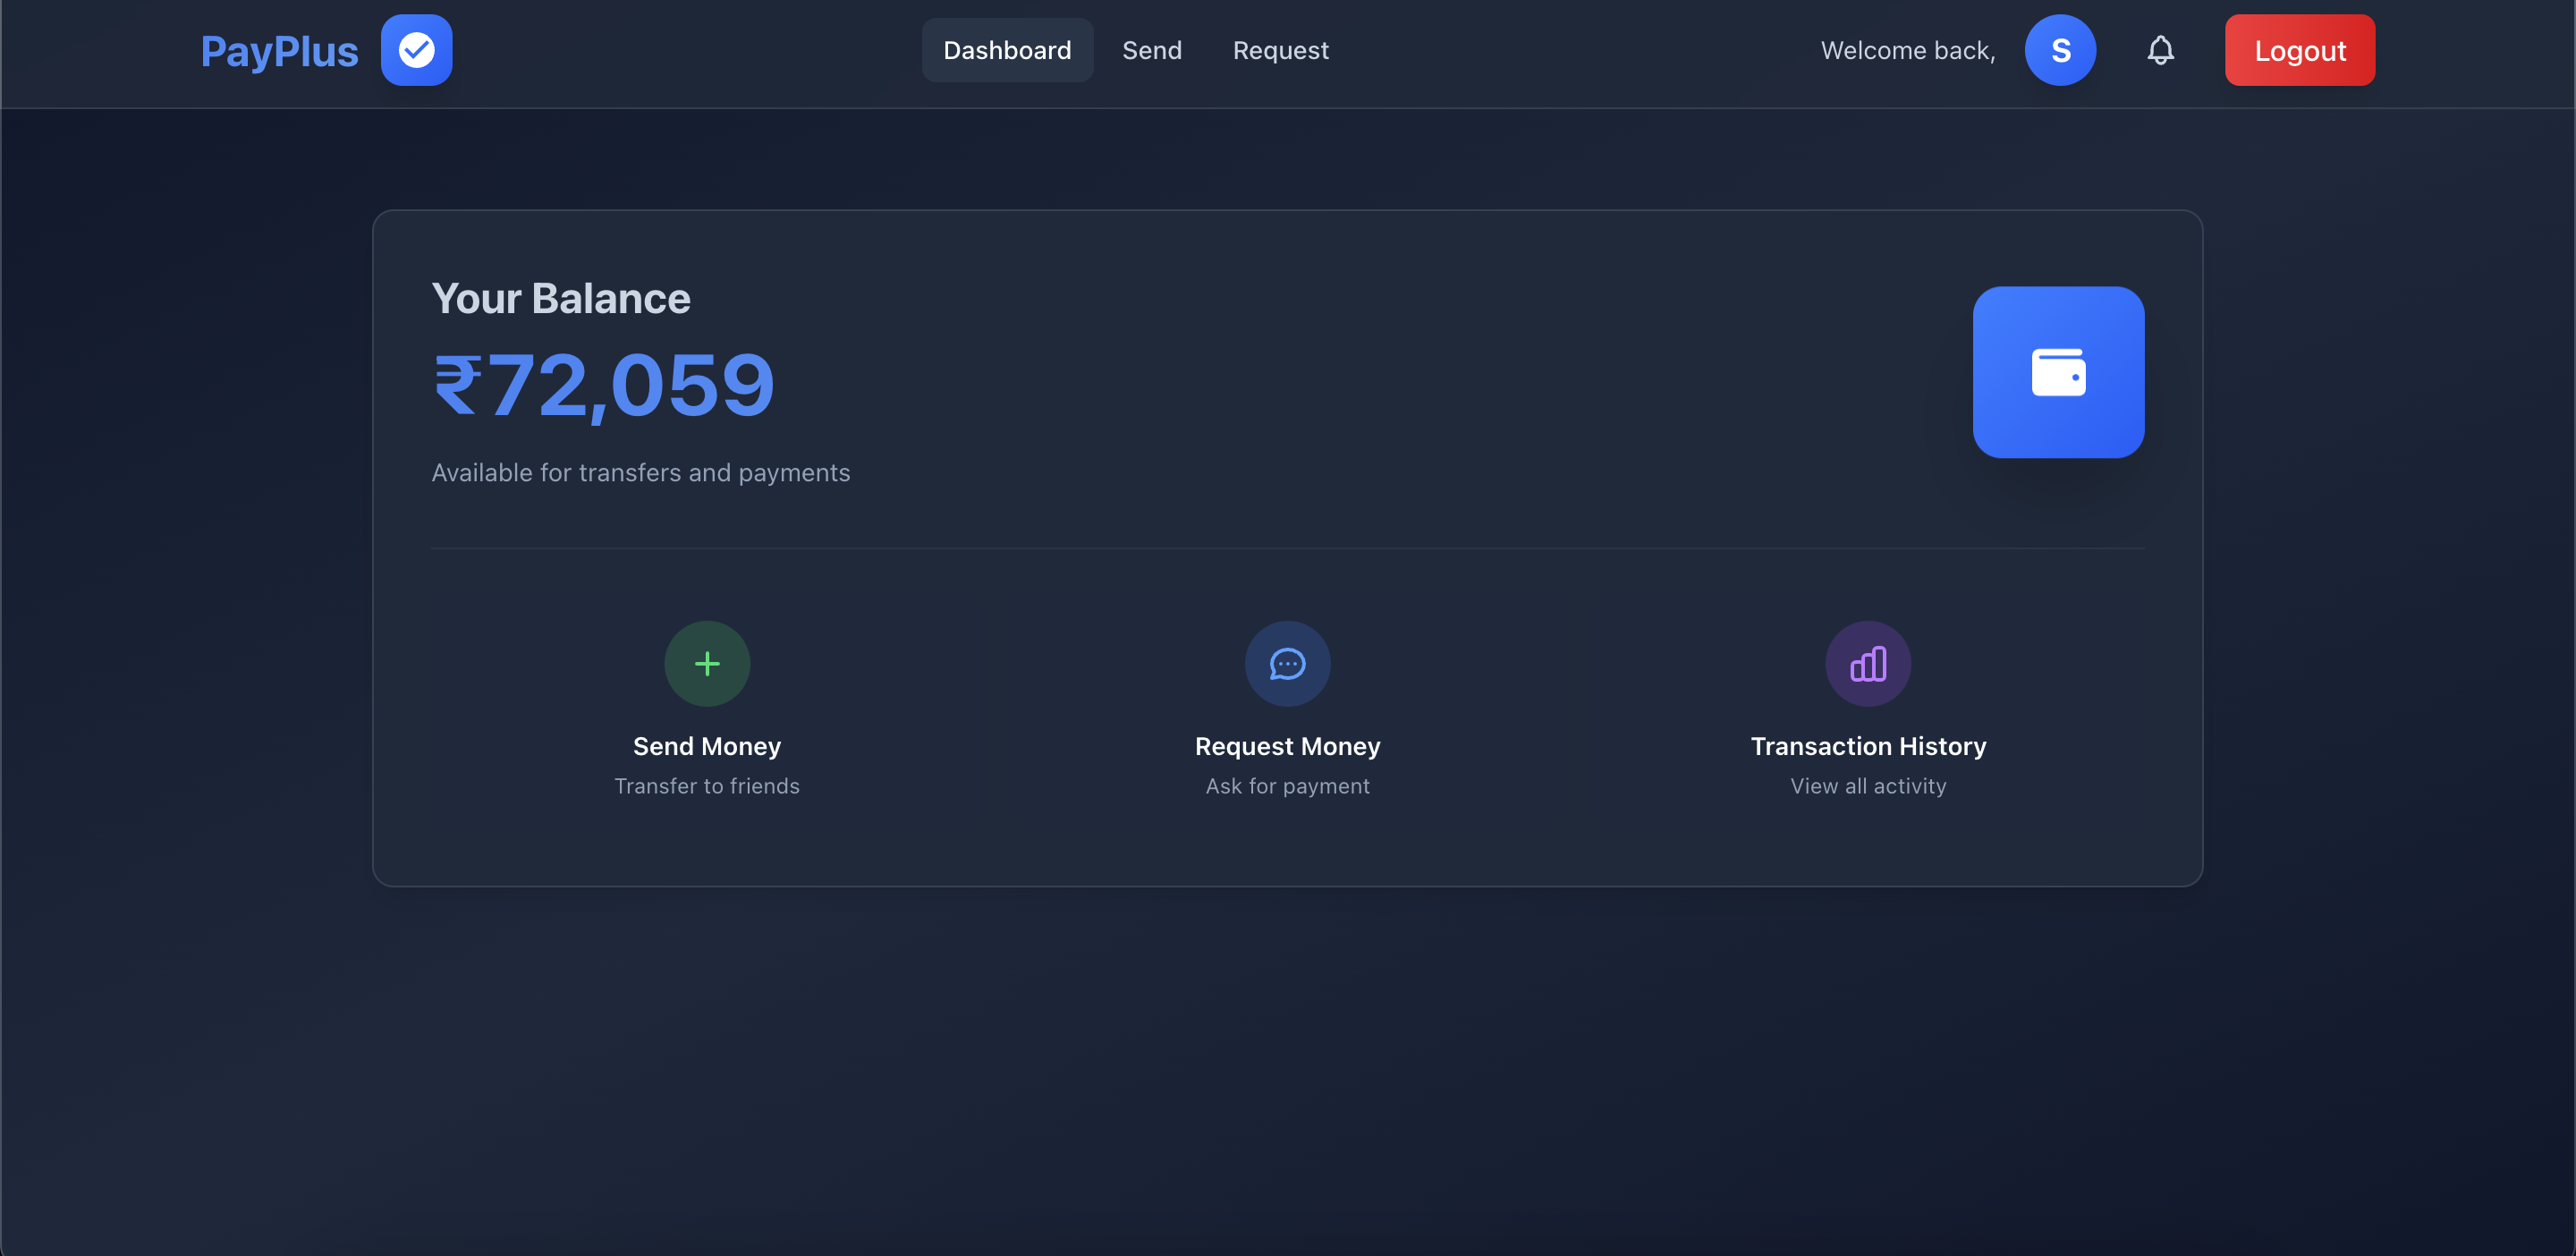 PayPlus
Dashboard Send Request
Welcome back, S Logout
Your Balance
₹72,059
Available for transfers and payments
Send Money
Transfer to friends
Request Money
Ask for payment
Transaction History
View all activity